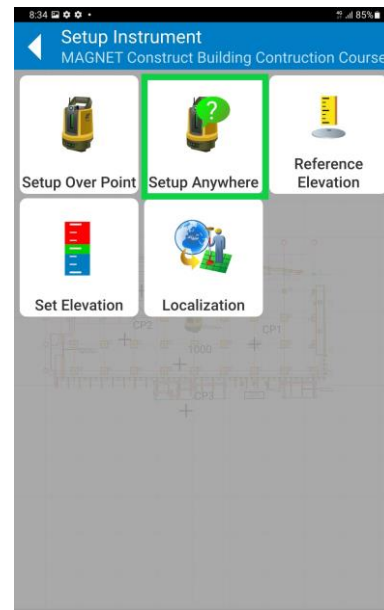 8:34
85%
Setup Instrument
MAGNET Construct Building Contruction Course
Setup Over Point
Setup Anywhere
Reference
Elevation
Set Elevation
Localization
CP2
CP1
1000
CP3